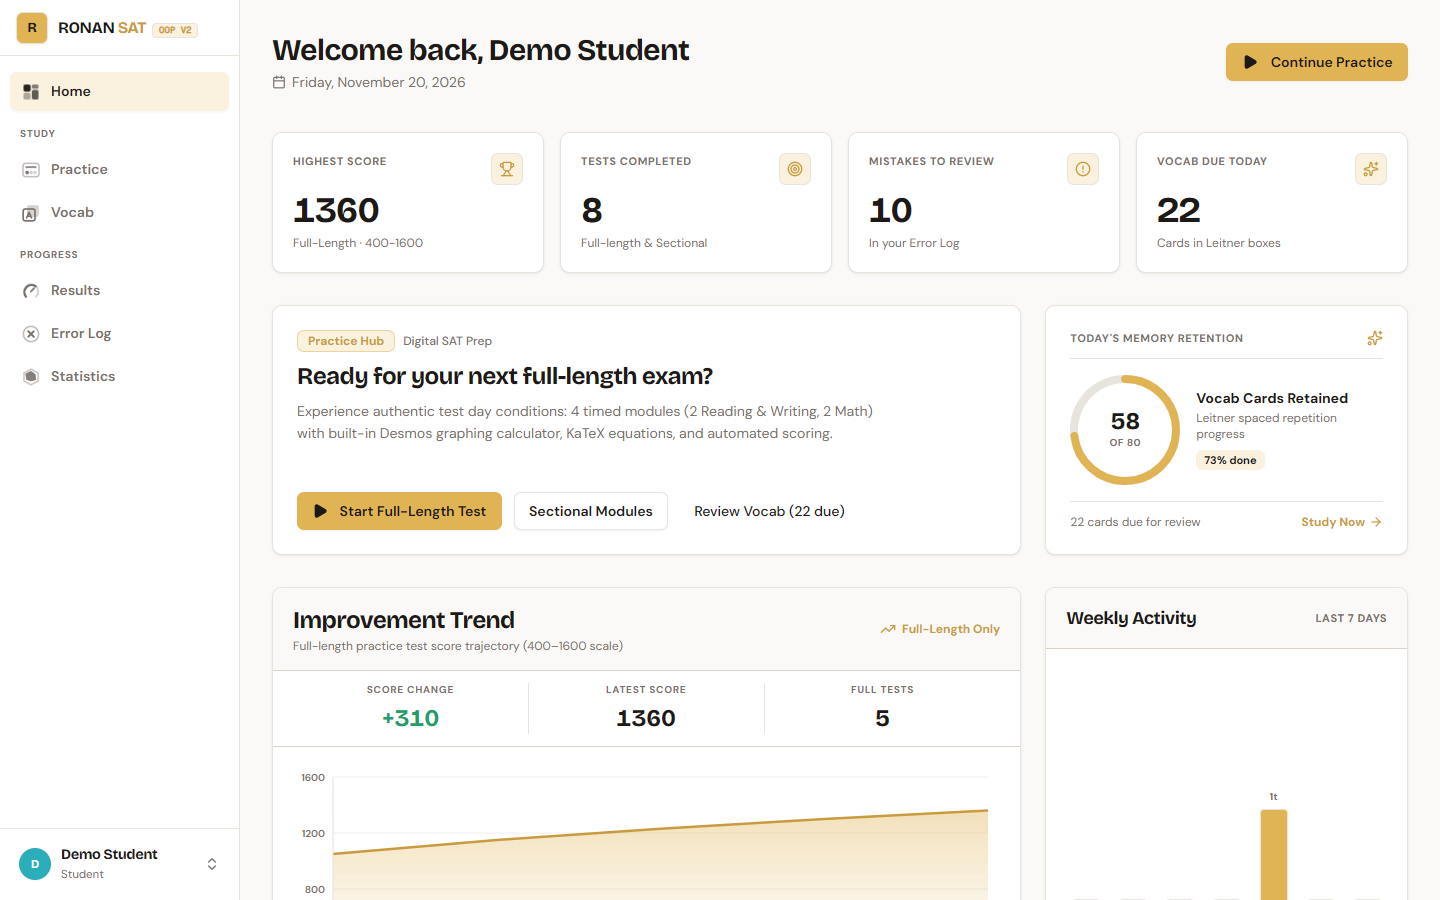 R RONAN SAT OOP V2
Home
STUDY
Practice
Vocab
PROGRESS
Results
Error Log
Statistics
D Demo Student
Student
Welcome back, Demo Student
Friday, November 20, 2026
Continue Practice
HIGHEST SCORE
1360
Full-Length · 400-1600
TESTS COMPLETED
8
Full-length & Sectional
MISTAKES TO REVIEW
10
In your Error Log
VOCAB DUE TODAY
22
Cards in Leitner boxes
Practice Hub Digital SAT Prep
Ready for your next full-length exam?
Experience authentic test day conditions: 4 timed modules (2 Reading & Writing, 2 Math)
with built-in Desmos graphing calculator, KaTeX equations, and automated scoring.
Start Full-Length Test Sectional Modules Review Vocab (22 due)
TODAY'S MEMORY RETENTION
58
OF 80
Vocab Cards Retained
Leitner spaced repetition
progress
73% done
22 cards due for review Study Now
Improvement Trend
Full-length practice test score trajectory (400–1600 scale)
Full-Length Only
SCORE CHANGE
+310
LATEST SCORE
1360
FULL TESTS
5
1600
1200
800
Weekly Activity LAST 7 DAYS
1t